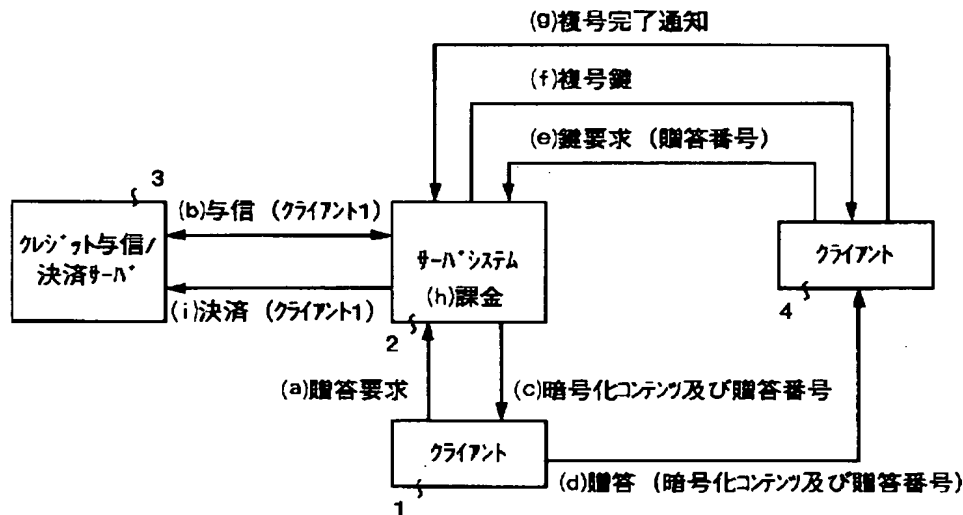 (g)複号完了通知
(f)複号鍵
(e)鍵要求 (贈答番号)
3
(b)与信 (クライアント1)
クレジット与信/
決済サーバ
サーバシステム
(h)課金
クライアント
(i)決済 (クライアント1)
2
4
(a)贈答要求
(c)暗号化コンテンツ及び贈答番号
クライアント
(d)贈答 (暗号化コンテンツ及び贈答番号)
1